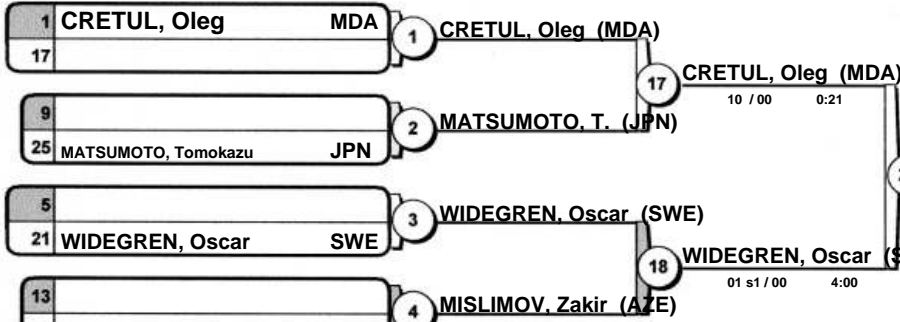 1 CRETUL, Oleg MDA
17
1
CRETUL, Oleg (MDA)
9
25 MATSUMOTO, Tomokazu JPN
2
MATSUMOTO, T. (JPN)
17
CRETUL, Oleg (MDA)
10 / 00 0:21
5
21 WIDEGREN, Oscar SWE
3
WIDEGREN, Oscar (SWE)
13
4
MISLIMOV, Zakir (AZE)
18
WIDEGREN, Oscar
01 s1 / 00 4:00